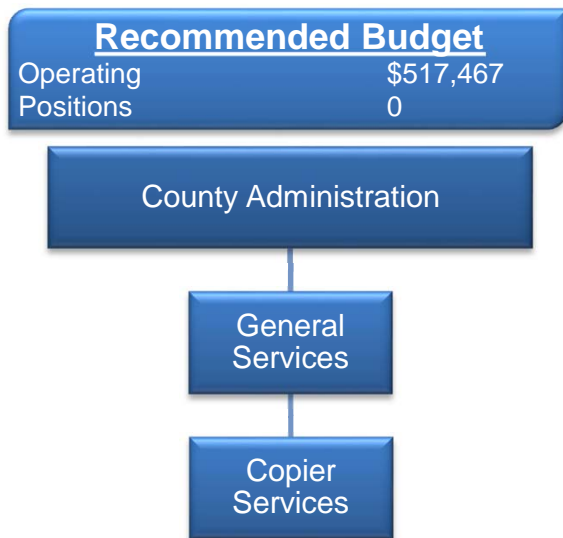 Recommended Budget
Operating $517,467
Positions 0
County Administration
General
Services
Copier
Services